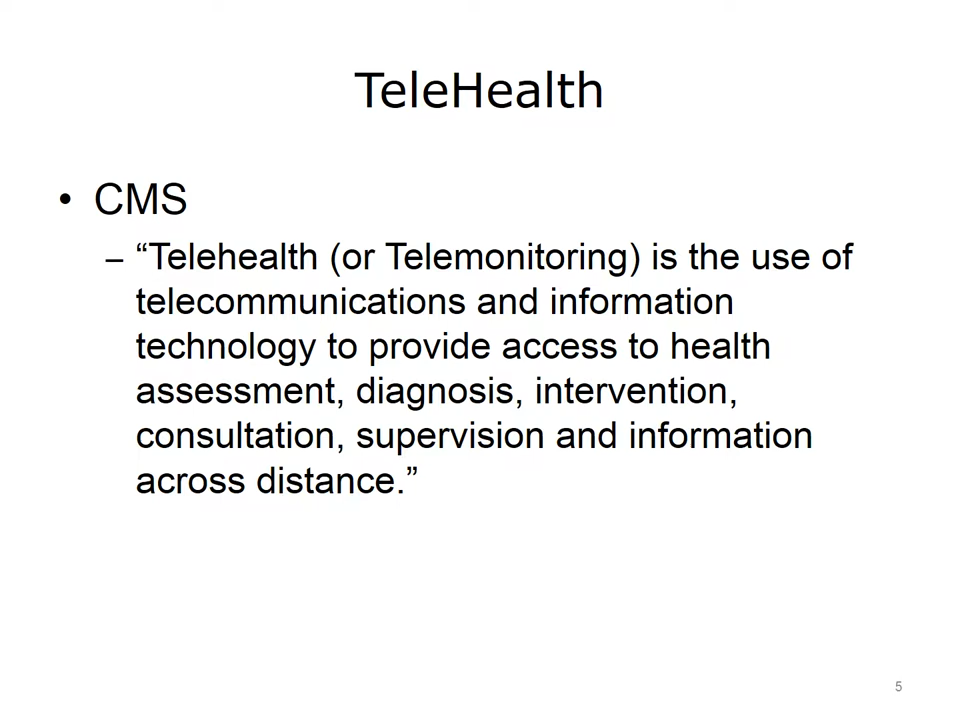 TeleHealth
• CMS
– “Telehealth (or Telemonitoring) is the use of
telecommunications and information
technology to provide access to health
assessment, diagnosis, intervention,
consultation, supervision and information
across distance.”
5